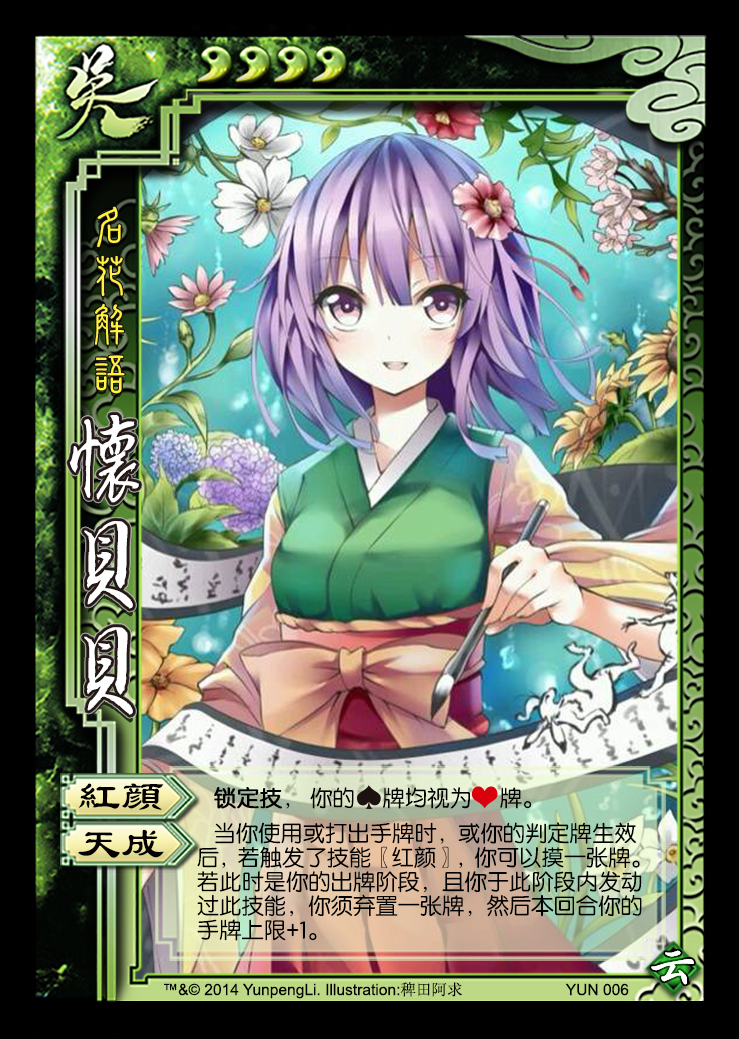 吴
名花解語
懐貝貝
紅顔
锁定技，你的♠牌均视为♥牌。
天成
当你使用或打出手牌时，或你的判定牌生效
后，若触发了技能〖红颜〗，你可以摸一张牌。
若此时是你的出牌阶段，且你于此阶段内发动
过此技能，你须弃置一张牌，然后本回合你的
手牌上限+1。
云
™&© 2014 YunpengLi. Illustration:稗田阿求
YUN 006